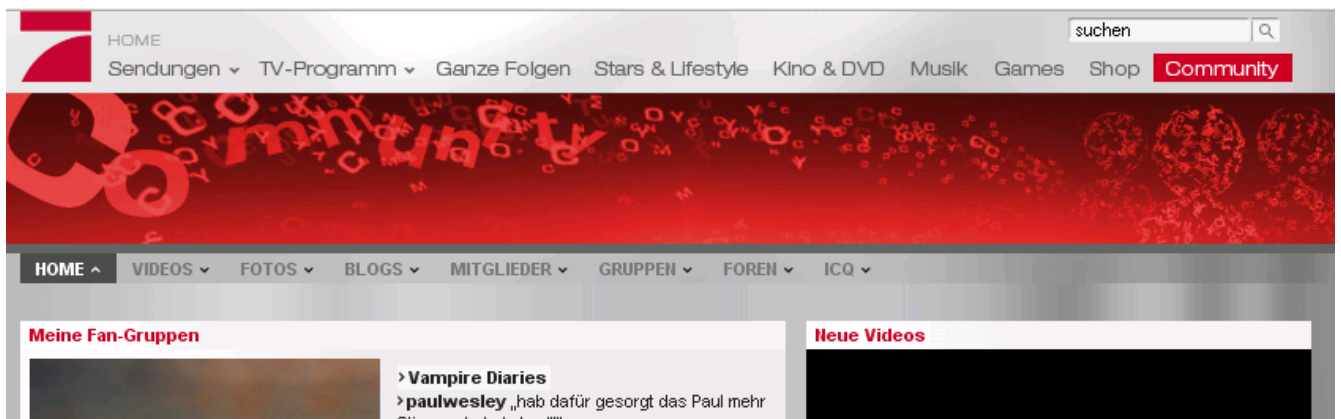 HOME
suchen
Sendungen TV-Programm Ganze Folgen Stars & Lifestyle Kino & DVD Musik Games Shop Community
Community
HOME VIDEOS FOTOS BLOGS MITGLIEDER GRUPPEN FOREN ICQ
Meine Fan-Gruppen
Neue Videos
›Vampire Diaries
›paulwesley „hab dafür gesorgt das Paul mehr